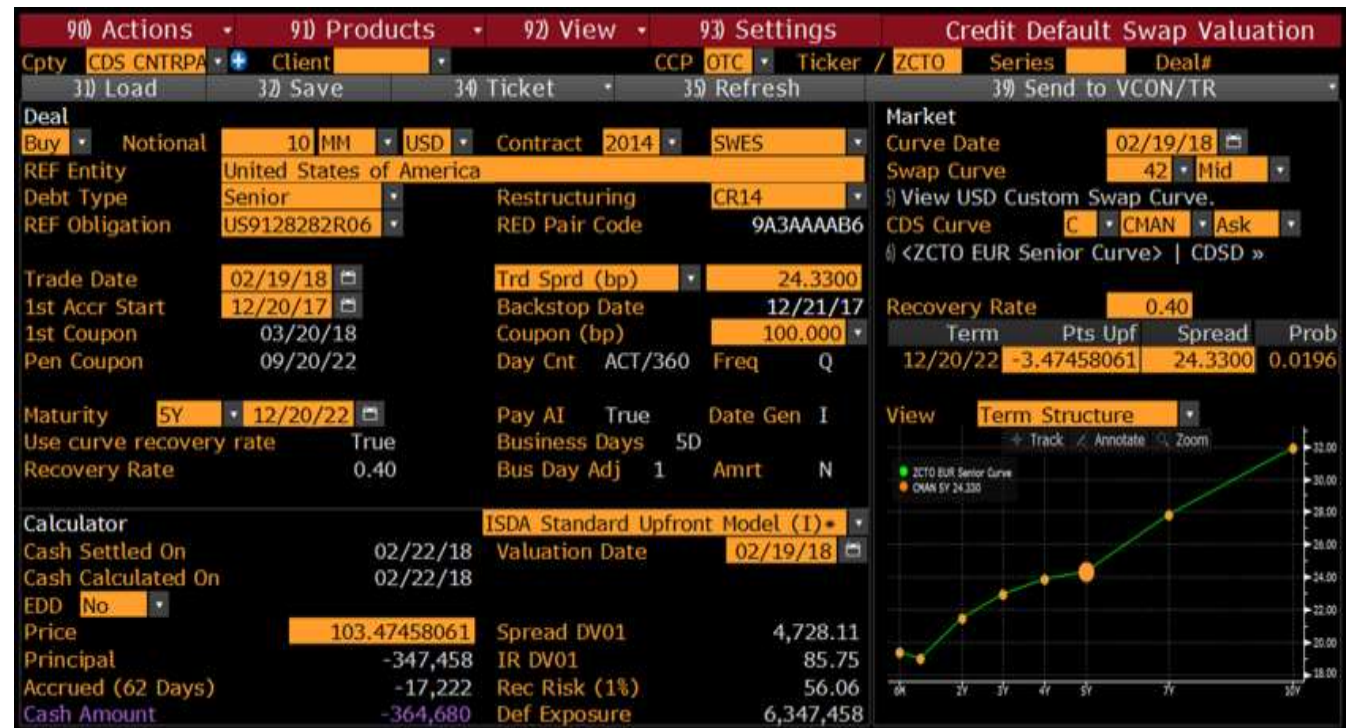 90) Actions 91) Products 92) View 93) Settings Credit Default Swap Valuation
Cpty CDS CNTRPA Client CCP OTC Ticker / ZCTO Series Deal#
31) Load 32) Save 34) Ticket 35) Refresh 39) Send to VCON/TR
Deal
Buy Notional 10 MM USD Contract 2014 SWES
REF Entity United States of America
Debt Type Senior Restructuring CR14
REF Obligation US9128282R06 RED Pair Code 9A3AAAAB6
Trade Date 02/19/18 Trd Sprd (bp) 24.3300
1st Accr Start 12/20/17 Backstop Date 12/21/17
1st Coupon 03/20/18 Coupon (bp) 100.000
Pen Coupon 09/20/22 Day Cnt ACT/360 Freq Q
Maturity 5Y 12/20/22 Pay AI True Date Gen I
Use curve recovery rate True Business Days 5D
Recovery Rate 0.40 Bus Day Adj 1 Amrt N
Market
Curve Date 02/19/18
Swap Curve 42 Mid
5) View USD Custom Swap Curve.
CDS Curve C CMAN Ask
6) <ZCTO EUR Senior Curve> | CDSD »
Recovery Rate 0.40
Term Pts Upf Spread Prob
12/20/22 -3.47458061 24.3300 0.0196
View Term Structure
Track Annotate Zoom
ZCTO EUR Senior Curve
CMAN 5Y 24.330
32.00
30.00
28.00
26.00
24.00
22.00
20.00
18.00
2Y 3Y 4Y 5Y 7Y 10Y
Calculator ISDA Standard Upfront Model (I)
Cash Settled On 02/22/18 Valuation Date 02/19/18
Cash Calculated On 02/22/18
EDD No
Price 103.47458061 Spread DV01 4,728.11
Principal -347,458 IR DV01 85.75
Accrued (62 Days) -17,222 Rec Risk (1%) 56.06
Cash Amount -364,680 Def Exposure 6,347,458